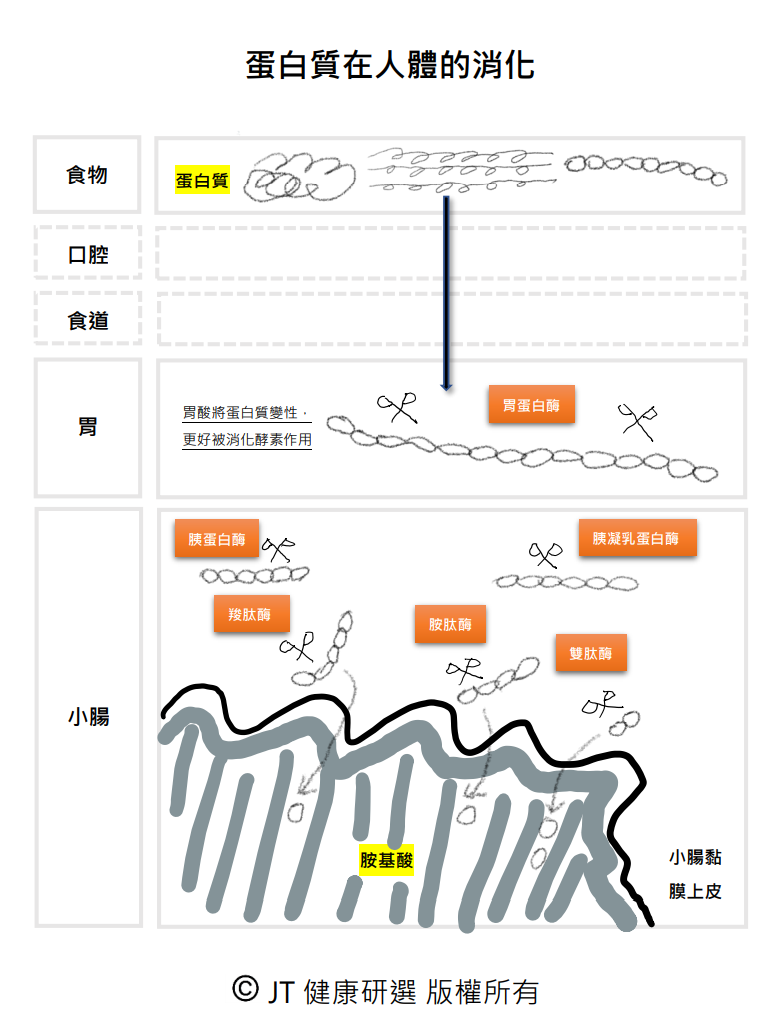 蛋白質在人體的消化
食物
蛋白質
口腔
食道
胃
胃酸將蛋白質變性，
更好被消化酵素作用
胃蛋白酶
小腸
胰蛋白酶
胰凝乳蛋白酶
羧肽酶
胺肽酶
雙肽酶
胺基酸
小腸黏
膜上皮
© JT 健康研選 版權所有